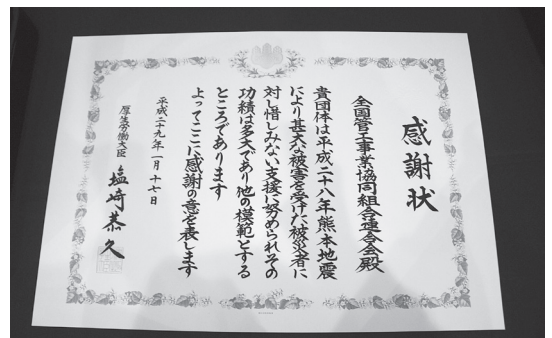 感謝状
全国管工事業協同組合連合会殿
貴団体は平成二十八年熊本地震
により甚大な被害を受けた被災者に
対し惜しみない支援に努められその
功績は多大であり他の模範とする
ところであります
よってここに感謝の意を表します
平成二十九年一月十七日
厚生労働大臣 塩崎恭久